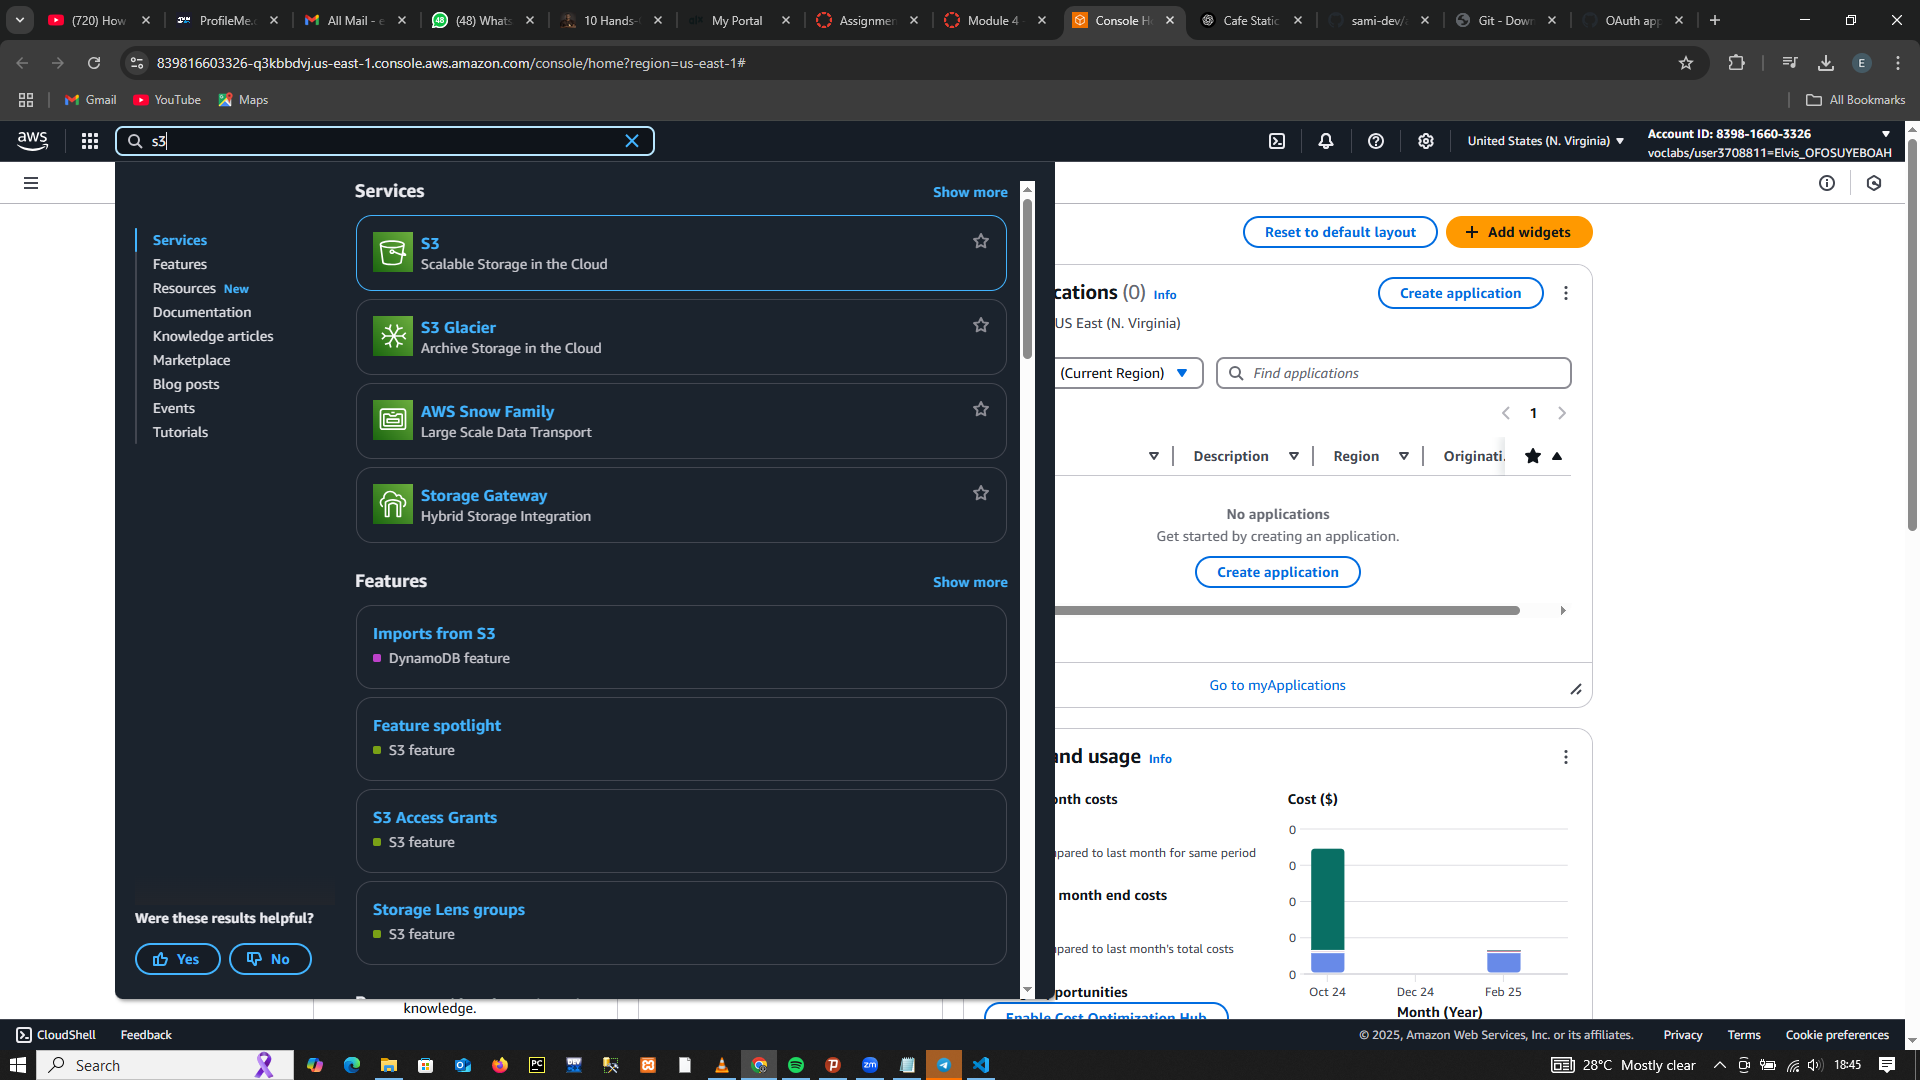 (720) How
ProfileMe.
All Mail - e
(48) Whats
10 Hands-
My Portal
Assignmen
Module 4 -
Console Ho
Cafe Static
sami-dev/
Git - Down
OAuth app
839816603326-q3kbbdvj.us-east-1.console.aws.amazon.com/console/home?region=us-east-1#
E
Gmail
YouTube
Maps
All Bookmarks
aws
s3
United States (N. Virginia)
Account ID: 8398-1660-3326
voclabs/user3708811=Elvis_OFOSUYEBOAH
Services
Features
Resources New
Documentation
Knowledge articles
Marketplace
Blog posts
Events
Tutorials
Were these results helpful?
Yes
No
Services
Show more
S3
Scalable Storage in the Cloud
S3 Glacier
Archive Storage in the Cloud
AWS Snow Family
Large Scale Data Transport
Storage Gateway
Hybrid Storage Integration
Features
Show more
Imports from S3
DynamoDB feature
Feature spotlight
S3 feature
S3 Access Grants
S3 feature
Storage Lens groups
S3 feature
knowledge.
Reset to default layout
Add widgets
cations (0) Info
Create application
US East (N. Virginia)
(Current Region)
Find applications
1
Description
Region
Originati.
No applications
Get started by creating an application.
Create application
Go to myApplications
and usage Info
onth costs
pared to last month for same period
month end costs
pared to last month's total costs
portunities
Enable Cost Optimization Hub
Cost ($)
0
0
0
0
0
Oct 24
Dec 24
Feb 25
Month (Year)
CloudShell
Feedback
© 2025, Amazon Web Services, Inc. or its affiliates.
Privacy
Terms
Cookie preferences
Search
PC
zm
28°C Mostly clear
18:45